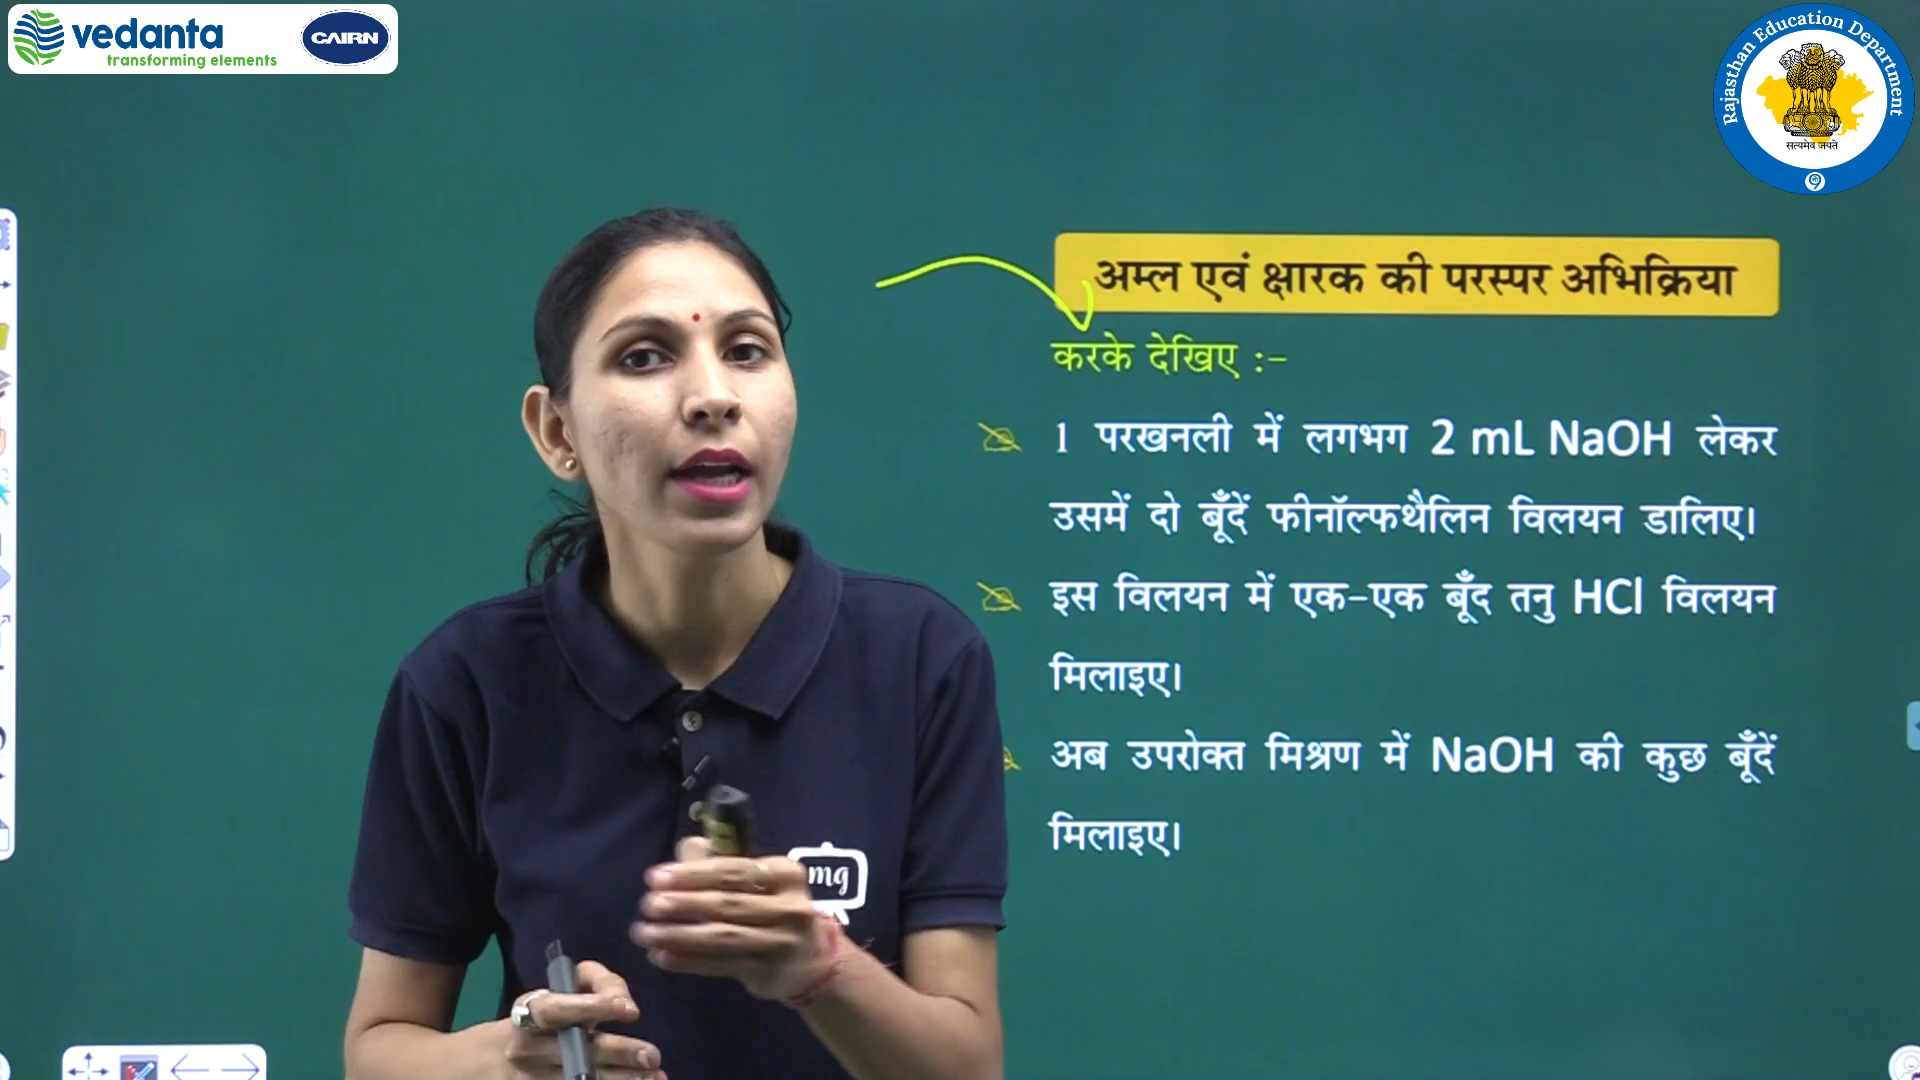 vedanta
transforming elements
CAIRN
Rajasthan Education Department
सत्यमेव जयते
अम्ल एवं क्षारक की परस्पर अभिक्रिया
करके देखिए :-
1 परखनली में लगभग 2 mL NaOH लेकर
उसमें दो बूँदें फीनॉल्फथैलिन विलयन डालिए।
इस विलयन में एक-एक बूँद तनु HCl विलयन
मिलाइए।
अब उपरोक्त मिश्रण में NaOH की कुछ बूँदें
मिलाइए।
mg